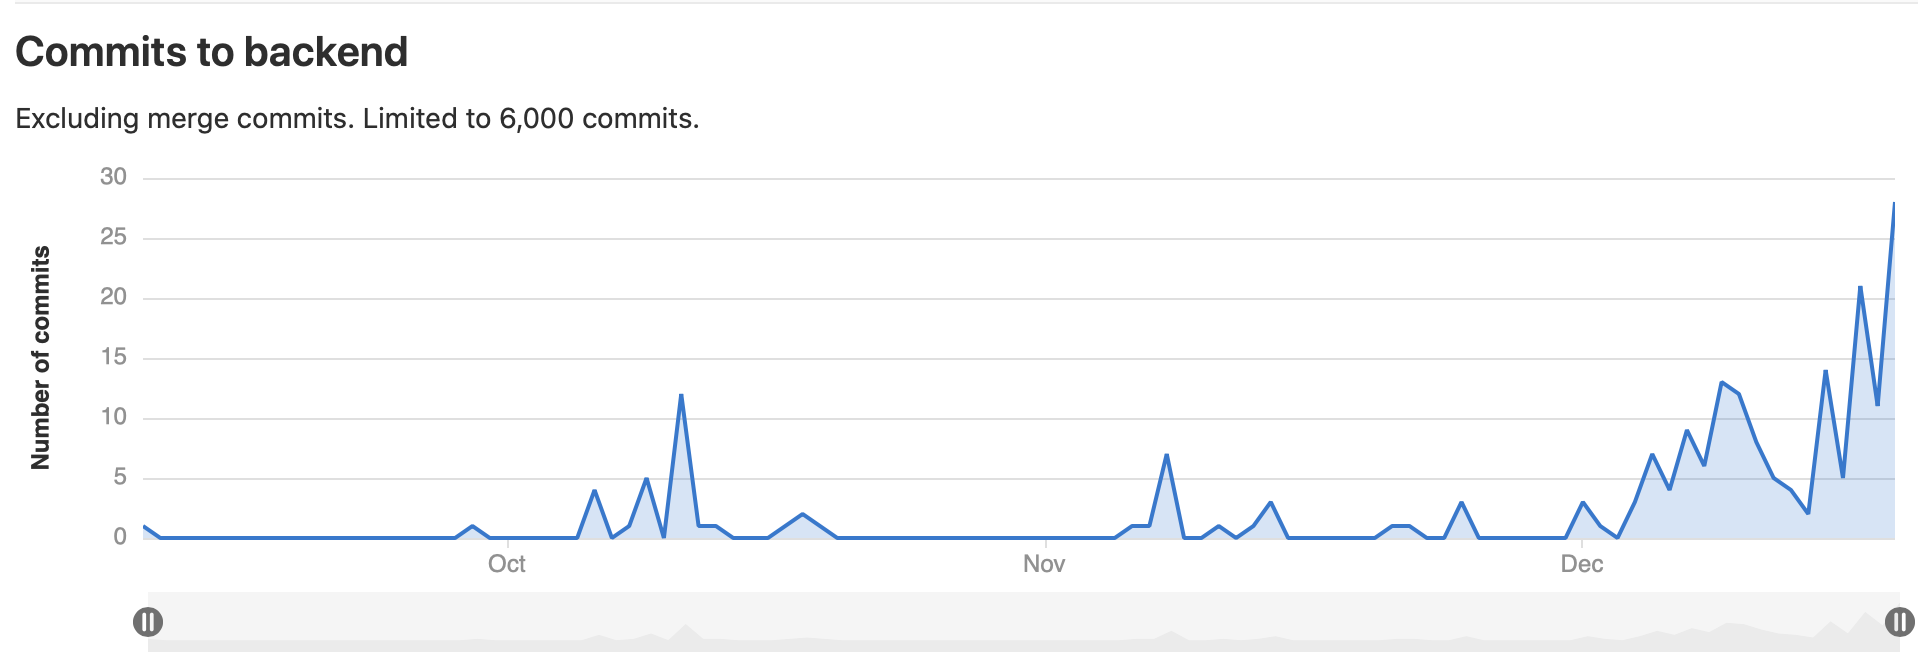 Commits to backend
Excluding merge commits. Limited to 6,000 commits.
Number of commits
30
25
20
15
10
5
0
Oct Nov Dec